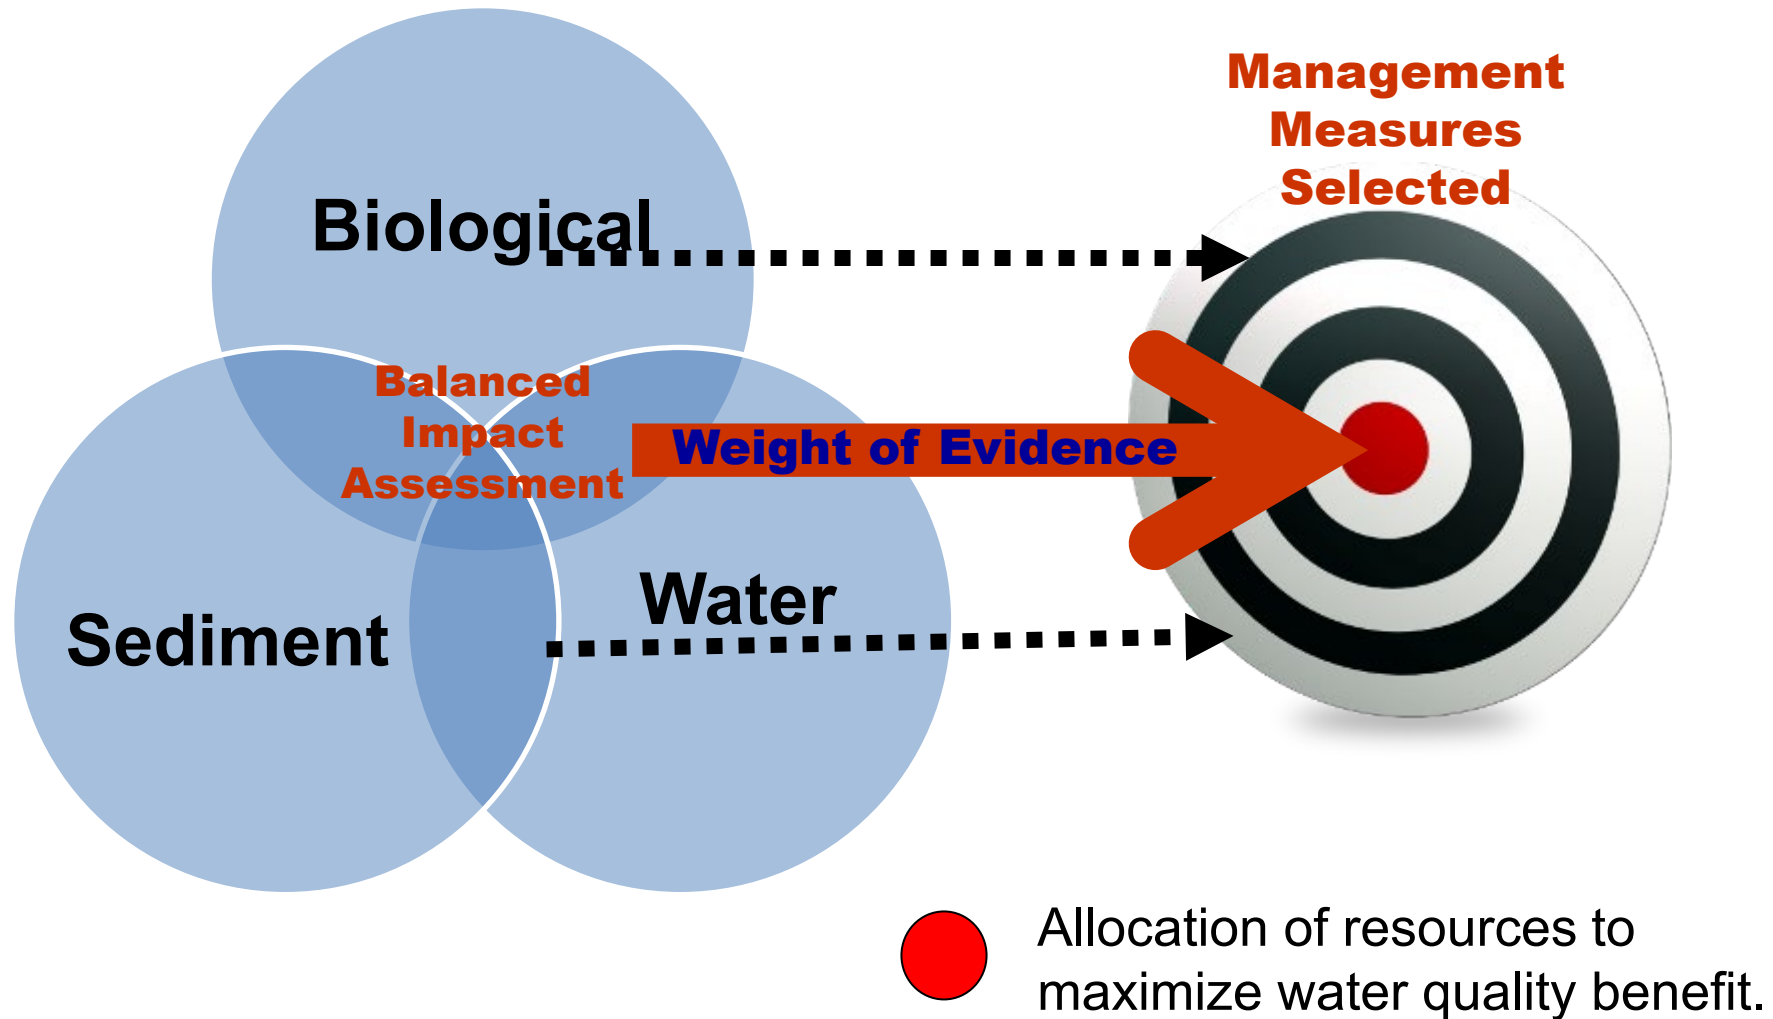 Management
Measures
Selected
Biological
Balanced
Impact
Assessment
Weight of Evidence
Water
Sediment
Allocation of resources to
maximize water quality benefit.